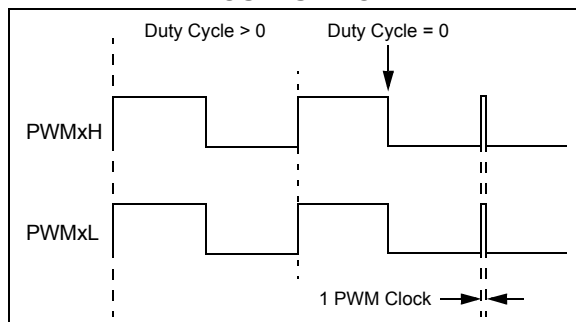 Duty Cycle > 0
Duty Cycle = 0
PWMxH
PWMxL
1 PWM Clock